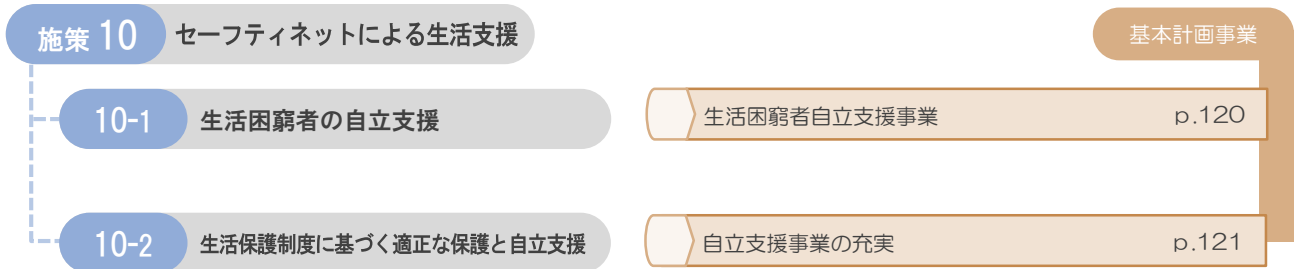 施策 10 セーフティネットによる生活支援
基本計画事業
10-1 生活困窮者の自立支援
生活困窮者自立支援事業 p.120
10-2 生活保護制度に基づく適正な保護と自立支援
自立支援事業の充実 p.121